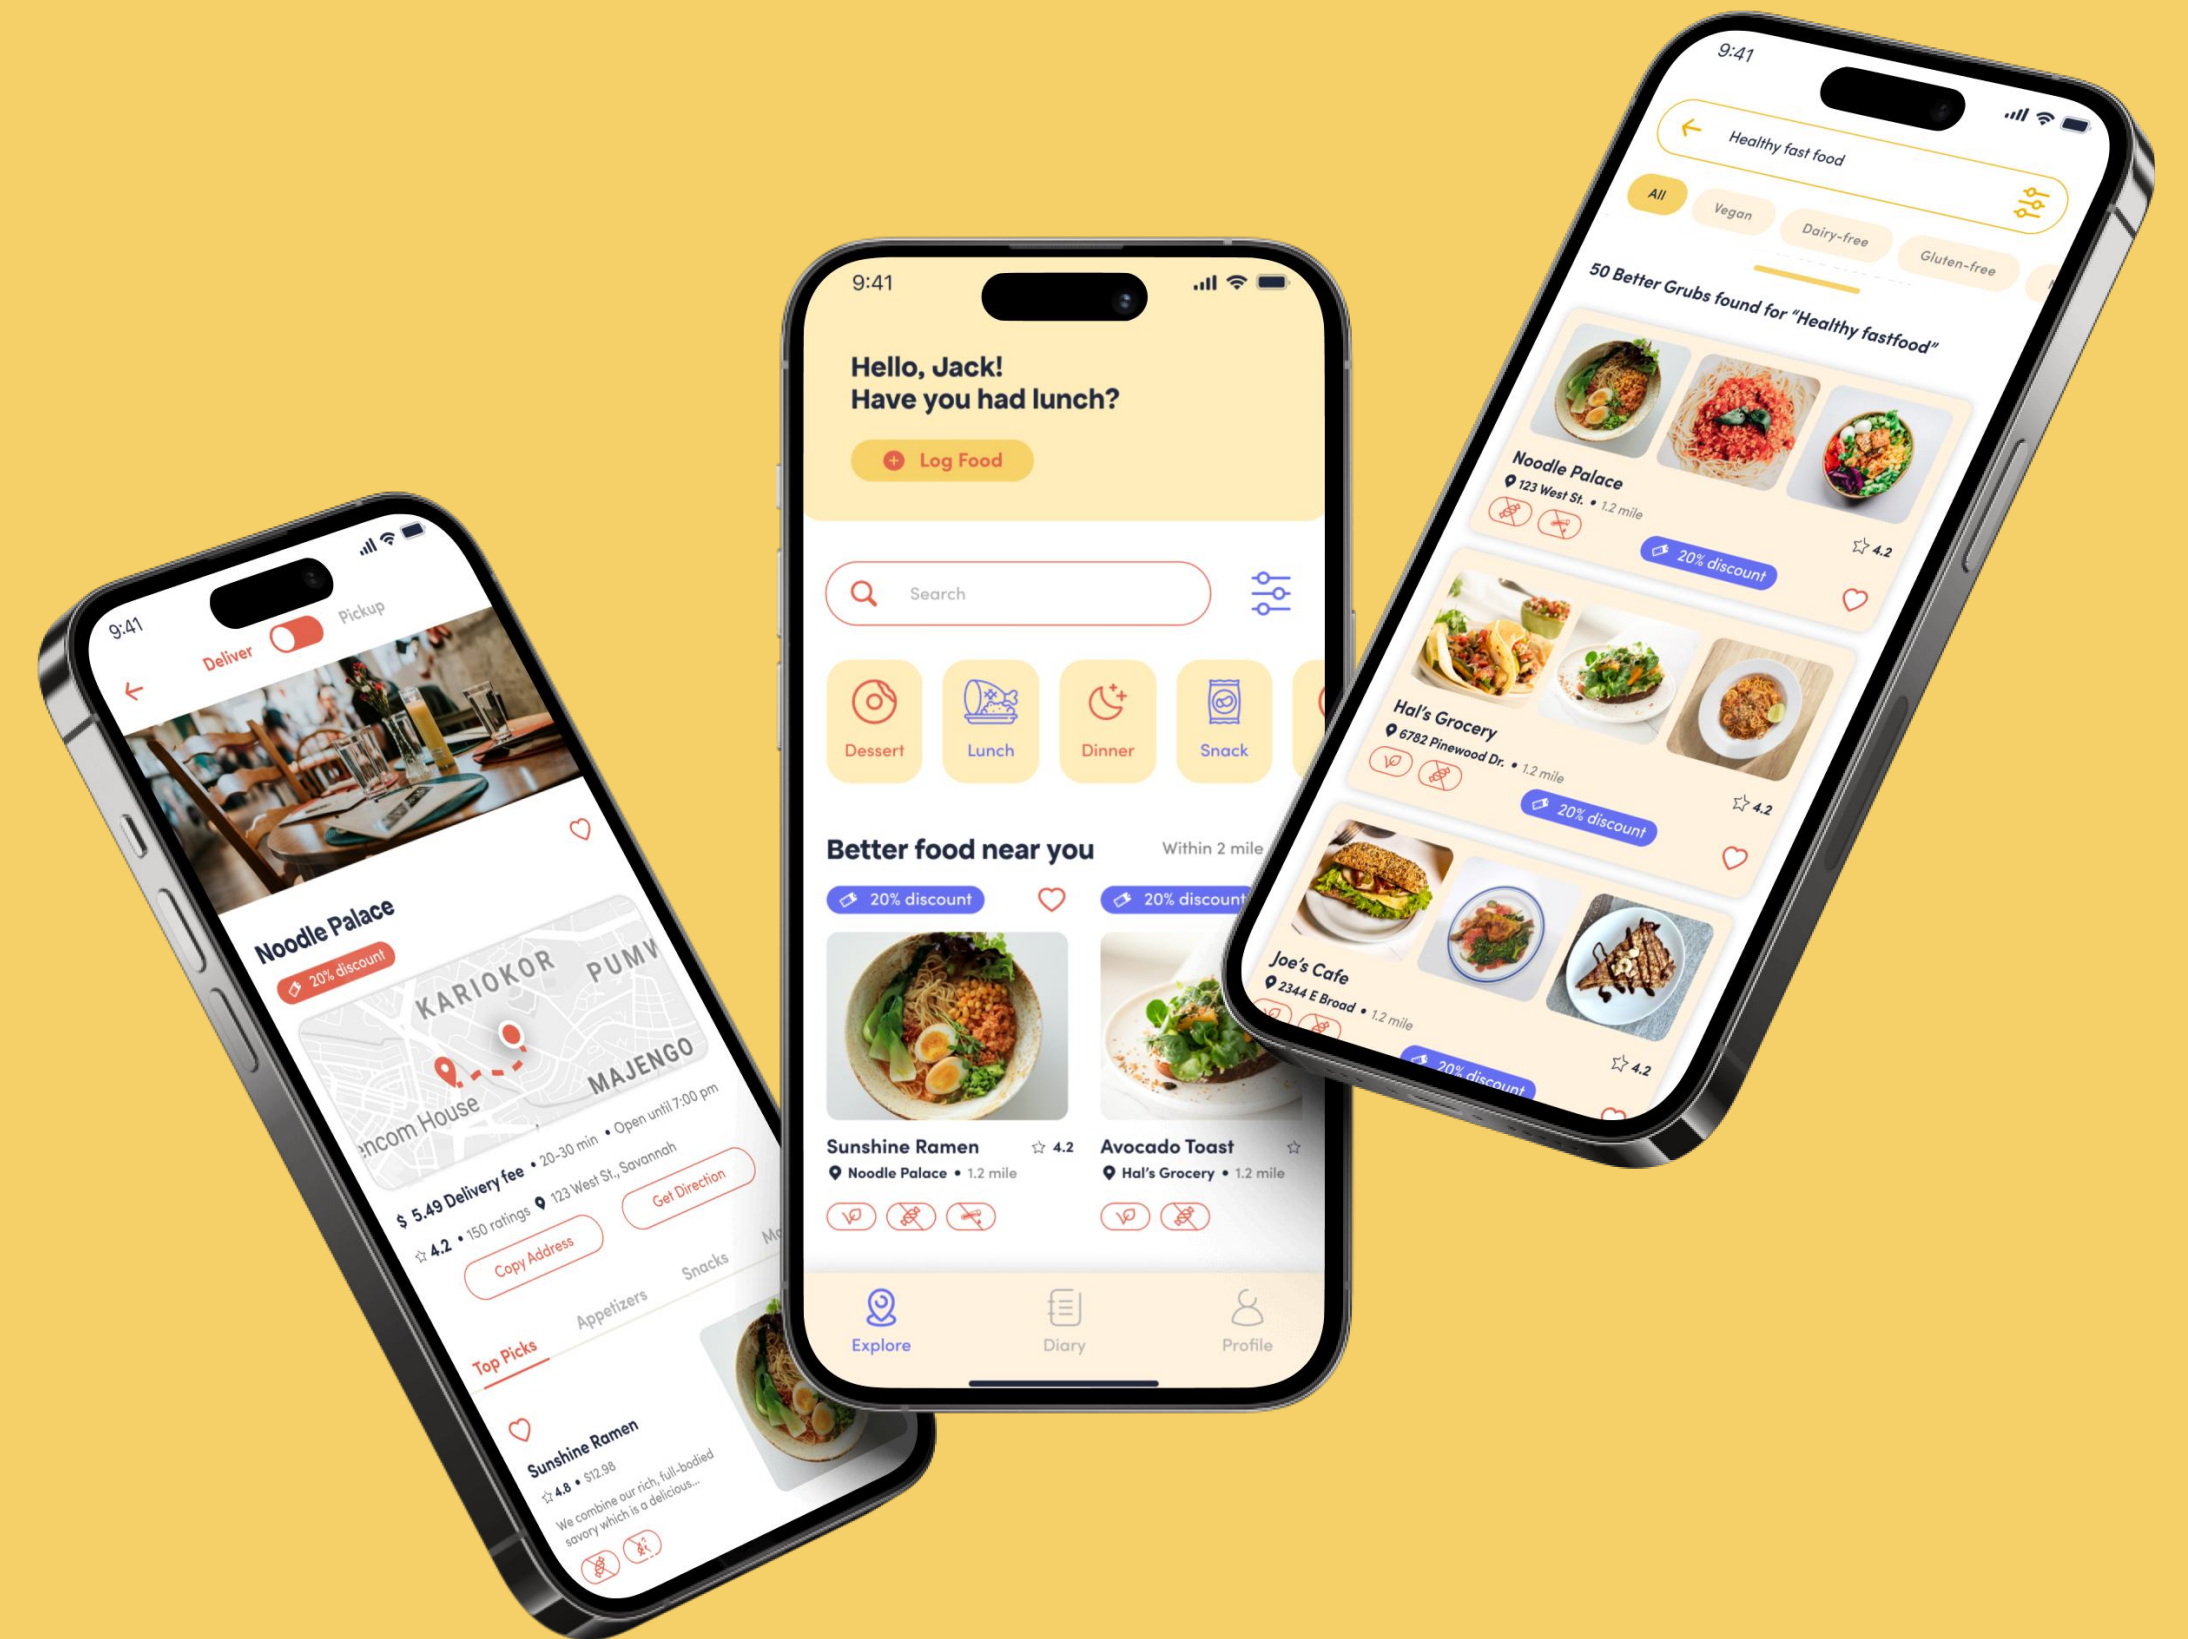 9:41
Deliver
Pickup
Noodle Palace
20% discount
KARIOKOR
MAJENGO
$ 5.49 Delivery fee • 20-30 min • Open until 7:00 pm
4.2 • 150 ratings 123 West St., Savannah
Copy Address
Get Direction
Top Picks
Appetizers
Snacks
Sunshine Ramen
4.8 • $12.98
We combine our rich, full-bodied
savory which is a delicious...
9:41
Hello, Jack!
Have you had lunch?
Log Food
Search
Dessert
Lunch
Dinner
Snack
Better food near you
Within 2 mile
20% discount
20% discount
Sunshine Ramen 4.2
Noodle Palace • 1.2 mile
Avocado Toast
Hal's Grocery • 1.2 mile
Explore
Diary
Profile
9:41
Healthy fast food
All
Vegan
Dairy-free
Gluten-free
50 Better Grubs found for "Healthy fastfood"
Noodle Palace
123 West St. • 1.2 mile
20% discount
4.2
Hal's Grocery
6782 Pinewood Dr. • 1.2 mile
20% discount
4.2
Joe's Cafe
2344 E Broad • 1.2 mile
20% discount
4.2